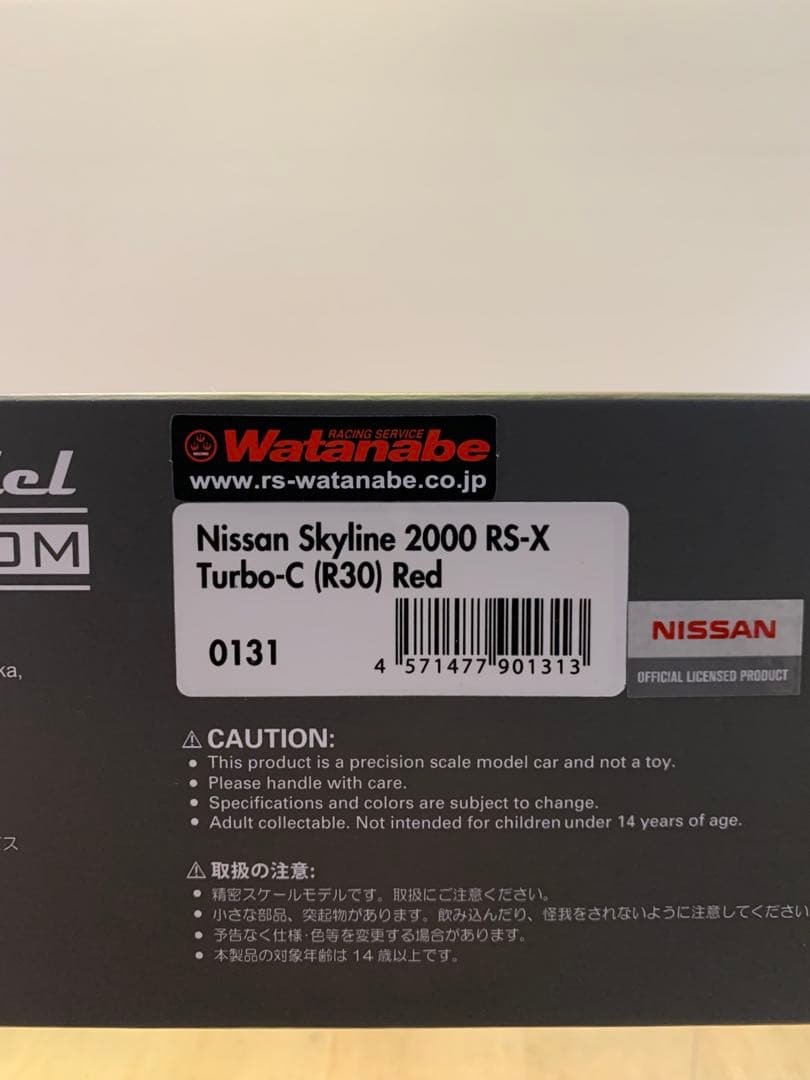 RACING SERVICE
Watanabe
www.rs-watanabe.co.jp
Nissan Skyline 2000 RS-X
Turbo-C (R30) Red
0131
4 571477 901313
NISSAN
OFFICIAL LICENSED PRODUCT
el
OM
ka,
⚠ CAUTION:
• This product is a precision scale model car and not a toy.
• Please handle with care.
• Specifications and colors are subject to change.
• Adult collectable. Not intended for children under 14 years of age.
ス
⚠ 取扱の注意:
• 精密スケールモデルです。取扱にご注意ください。
• 小さな部品、突起物があります。飲み込んだり、怪我をされないように注意してください
• 予告なく仕様・色等を変更する場合があります。
• 本製品の対象年齢は 14 歳以上です。